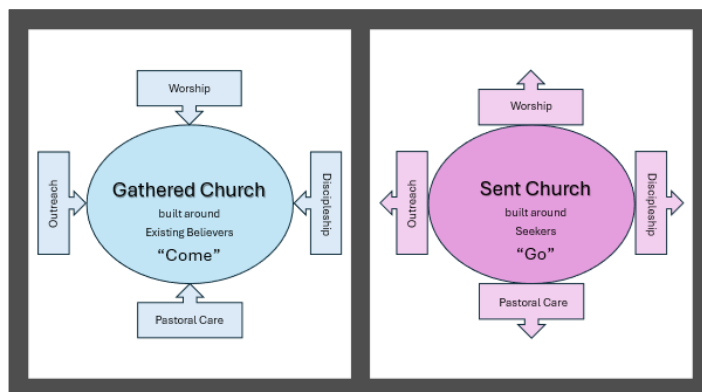 Worship
Outreach
Gathered Church
built around
Existing Believers
“Come”
Discipleship
Pastoral Care
Worship
Outreach
Sent Church
built around
Seekers
“Go”
Discipleship
Pastoral Care